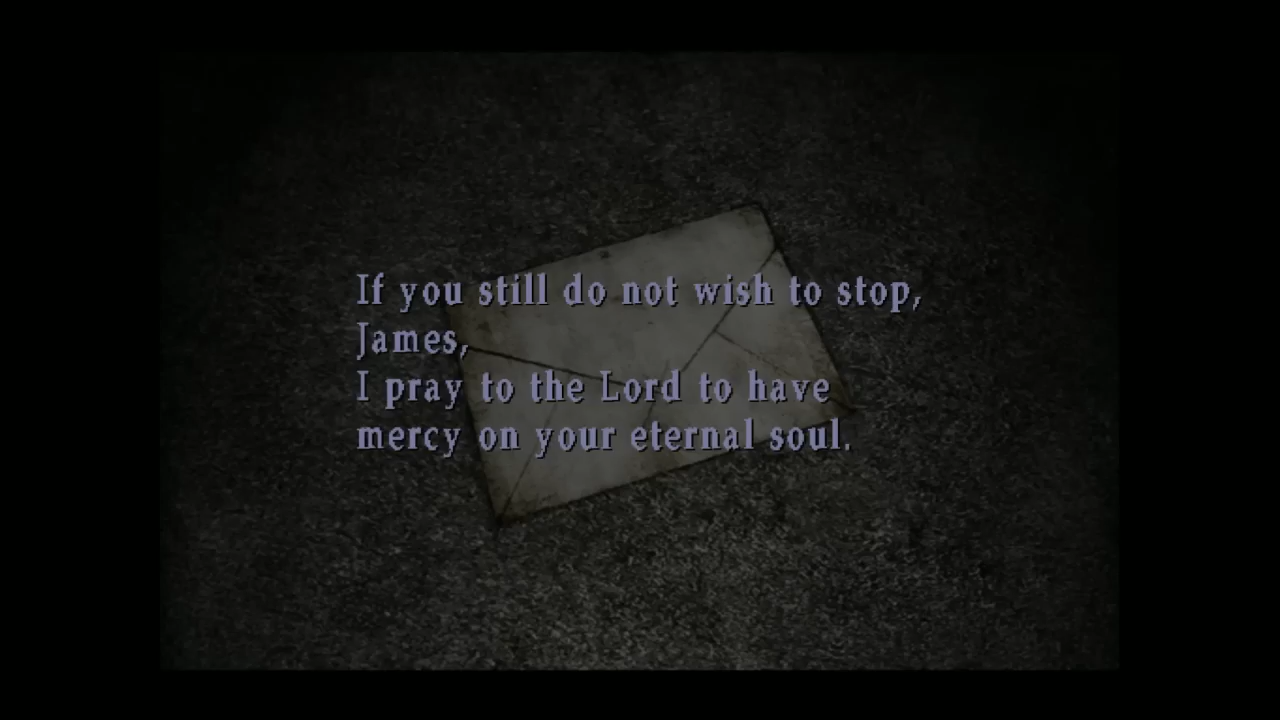 If you still do not wish to stop,
James,
I pray to the Lord to have
mercy on your eternal soul.